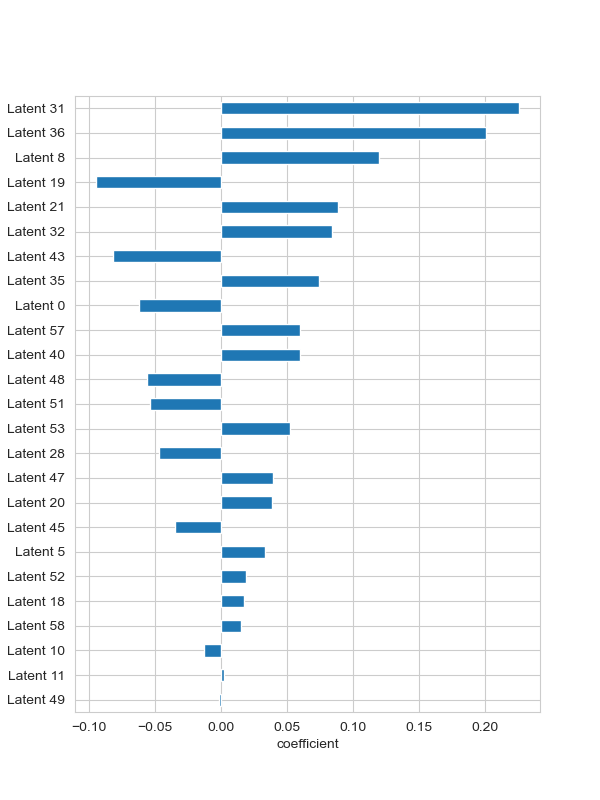 Latent 31
Latent 36
Latent 8
Latent 19
Latent 21
Latent 32
Latent 43
Latent 35
Latent 0
Latent 57
Latent 40
Latent 48
Latent 51
Latent 53
Latent 28
Latent 47
Latent 20
Latent 45
Latent 5
Latent 52
Latent 18
Latent 58
Latent 10
Latent 11
Latent 49
−0.10 −0.05 0.00 0.05 0.10 0.15 0.20
coefficient